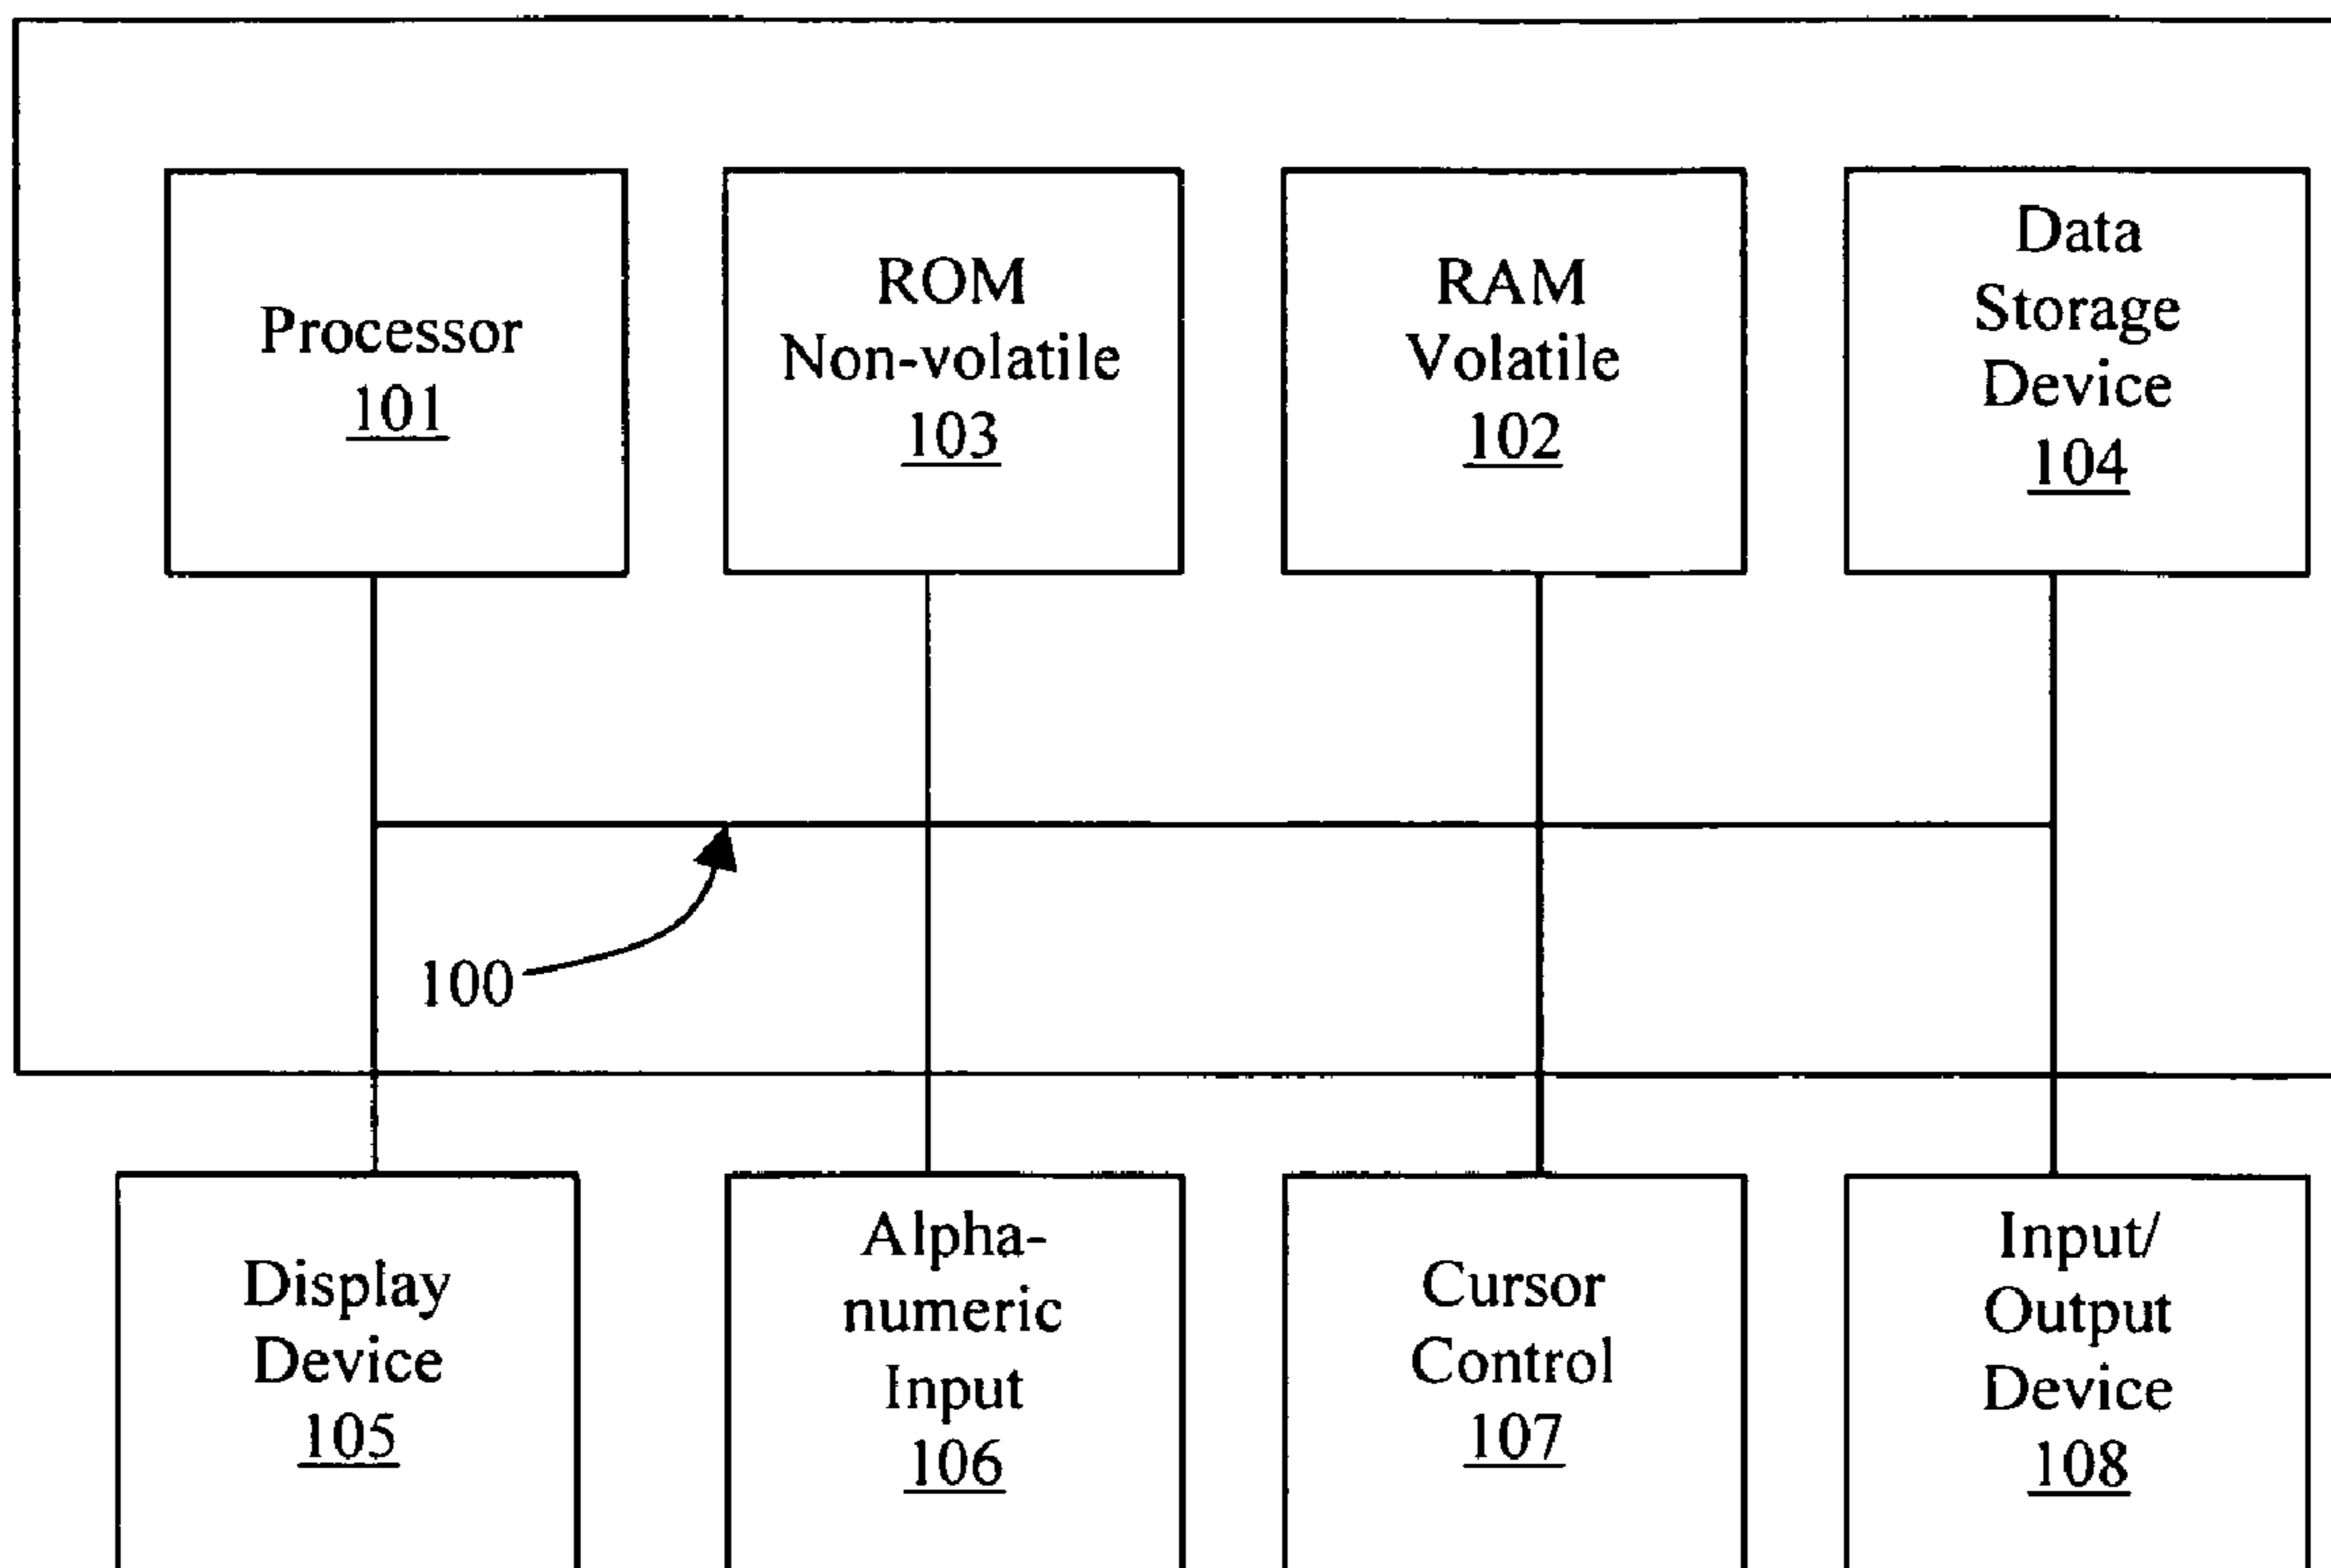 Processor
101
ROM
Non-volatile
103
RAM
Volatile
102
Data
Storage
Device
104
100
Display
Device
105
Alpha-
numeric
Input
106
Cursor
Control
107
Input/
Output
Device
108